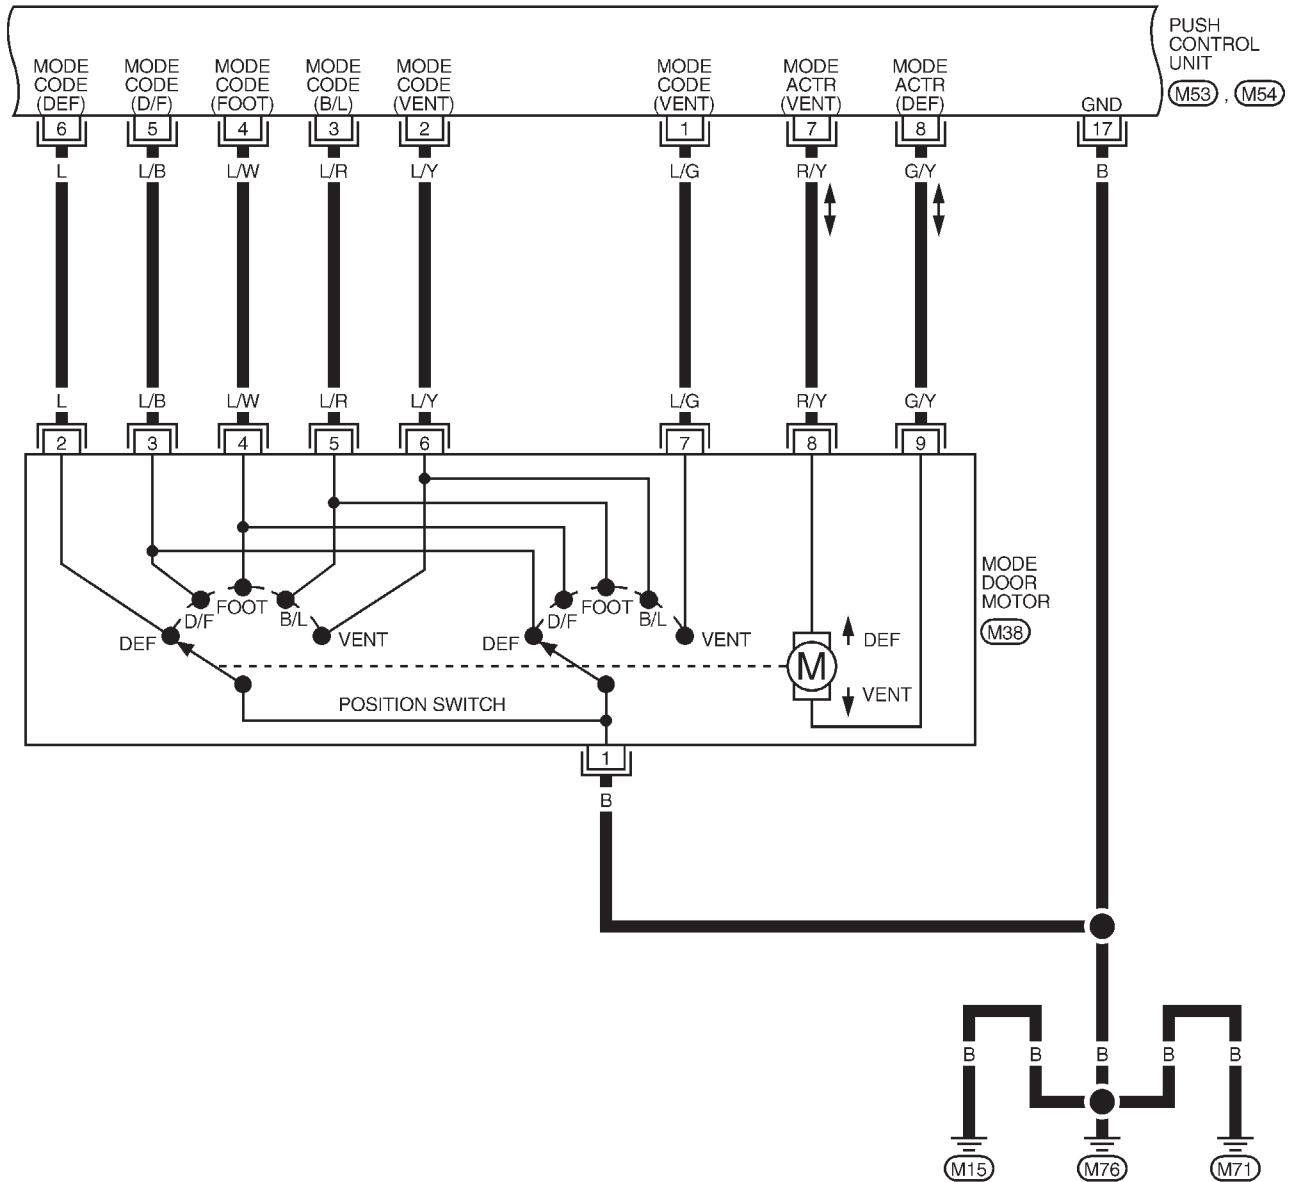 PUSH
CONTROL
UNIT
M53 , M54
MODE MODE MODE MODE MODE MODE MODE MODE
CODE CODE CODE CODE CODE CODE ACTR ACTR
(DEF) (D/F) (FOOT) (B/L) (VENT) (VENT) (VENT) (DEF) GND
6 5 4 3 2 1 7 8 17
L L/B L/W L/R L/Y L/G R/Y G/Y B
L L/B L/W L/R L/Y L/G R/Y G/Y
2 3 4 5 6 7 8 9
MODE
DOOR
MOTOR
M38
FOOT FOOT
D/F B/L D/F B/L
DEF VENT DEF VENT DEF
M
VENT
POSITION SWITCH
1
B
B B B B B
M15 M76 M71